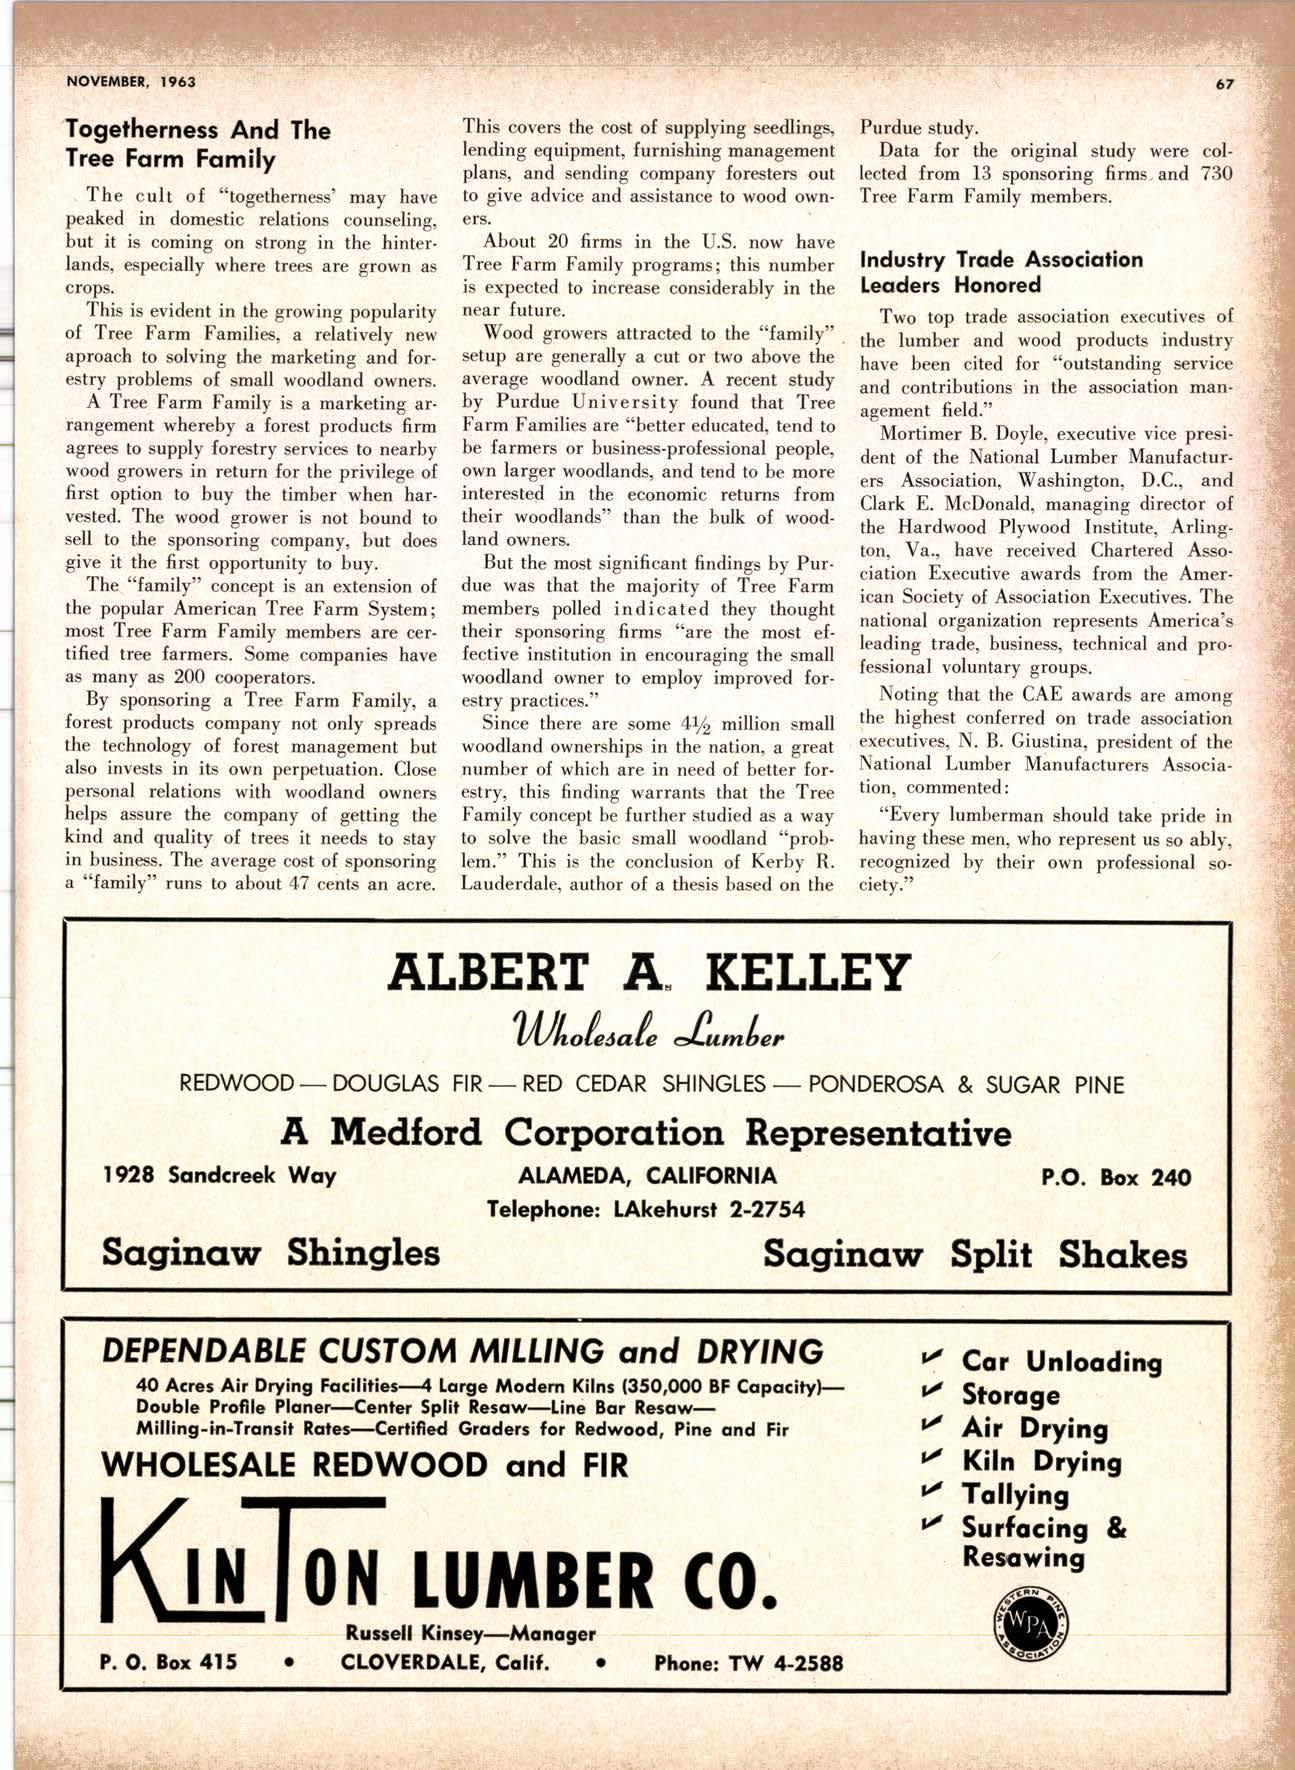 NOVEMBER, 1963
67
Togetherness And The
Tree Farm Family
The cult of “togetherness’ may have
peaked in domestic relations counseling,
but it is coming on strong in the hinter-
lands, especially where trees are grown as
crops.
This is evident in the growing popularity
of Tree Farm Families, a relatively new
aproach to solving the marketing and for-
estry problems of small woodland owners.
A Tree Farm Family is a marketing ar-
rangement whereby a forest products firm
agrees to supply forestry services to nearby
wood growers in return for the privilege of
first option to buy the timber when har-
vested. The wood grower is not bound to
sell to the sponsoring company, but does
give it the first opportunity to buy.
The “family” concept is an extension of
the popular American Tree Farm System;
most Tree Farm Family members are cer-
tified tree farmers. Some companies have
as many as 200 cooperators.
By sponsoring a Tree Farm Family, a
forest products company not only spreads
the technology of forest management but
also invests in its own perpetuation. Close
personal relations with woodland owners
helps assure the company of getting the
kind and quality of trees it needs to stay
in business. The average cost of sponsoring
a “family” runs to about 47 cents an acre.
This covers the cost of supplying seedlings,
lending equipment, furnishing management
plans, and sending company foresters out
to give advice and assistance to wood own-
ers.
About 20 firms in the U.S. now have
Tree Farm Family programs; this number
is expected to increase considerably in the
near future.
Wood growers attracted to the “family”
setup are generally a cut or two above the
average woodland owner. A recent study
by Purdue University found that Tree
Farm Families are “better educated, tend to
be farmers or business-professional people,
own larger woodlands, and tend to be more
interested in the economic returns from
their woodlands” than the bulk of wood-
land owners.
But the most significant findings by Pur-
due was that the majority of Tree Farm
members polled indicated they thought
their sponsoring firms “are the most ef-
fective institution in encouraging the small
woodland owner to employ improved for-
estry practices.”
Since there are some 4½ million small
woodland ownerships in the nation, a great
number of which are in need of better for-
estry, this finding warrants that the Tree
Family concept be further studied as a way
to solve the basic small woodland “prob-
lem.” This is the conclusion of Kerby R.
Lauderdale, author of a thesis based on the
Purdue study.
Data for the original study were col-
lected from 13 sponsoring firms and 730
Tree Farm Family members.
Industry Trade Association
Leaders Honored
Two top trade association executives of
the lumber and wood products industry
have been cited for “outstanding service
and contributions in the association man-
agement field.”
Mortimer B. Doyle, executive vice presi-
dent of the National Lumber Manufactur-
ers Association, Washington, D.C., and
Clark E. McDonald, managing director of
the Hardwood Plywood Institute, Arling-
ton, Va., have received Chartered Asso-
ciation Executive awards from the Amer-
ican Society of Association Executives. The
national organization represents America’s
leading trade, business, technical and pro-
fessional voluntary groups.
Noting that the CAE awards are among
the highest conferred on trade association
executives, N. B. Giustina, president of the
National Lumber Manufacturers Associa-
tion, commented:
“Every lumberman should take pride in
having these men, who represent us so ably,
recognized by their own professional so-
ciety.”
ALBERT A. KELLEY
Wholesale Lumber
REDWOOD — DOUGLAS FIR — RED CEDAR SHINGLES — PONDEROSA & SUGAR PINE
A Medford Corporation Representative
1928 Sandcreek Way ALAMEDA, CALIFORNIA P.O. Box 240
Telephone: LAkehurst 2-2754
Saginaw Shingles Saginaw Split Shakes
DEPENDABLE CUSTOM MILLING and DRYING
40 Acres Air Drying Facilities—4 Large Modern Kilns (350,000 BF Capacity)—
Double Profile Planer—Center Split Resaw—Line Bar Resaw—
Milling-in-Transit Rates—Certified Graders for Redwood, Pine and Fir
WHOLESALE REDWOOD and FIR
KINTON LUMBER CO.
Russell Kinsey—Manager
P. O. Box 415 • CLOVERDALE, Calif. • Phone: TW 4-2588
Car Unloading
Storage
Air Drying
Kiln Drying
Tallying
Surfacing &
Resawing
WESTERN PINE
WPA
ASSOCIATION